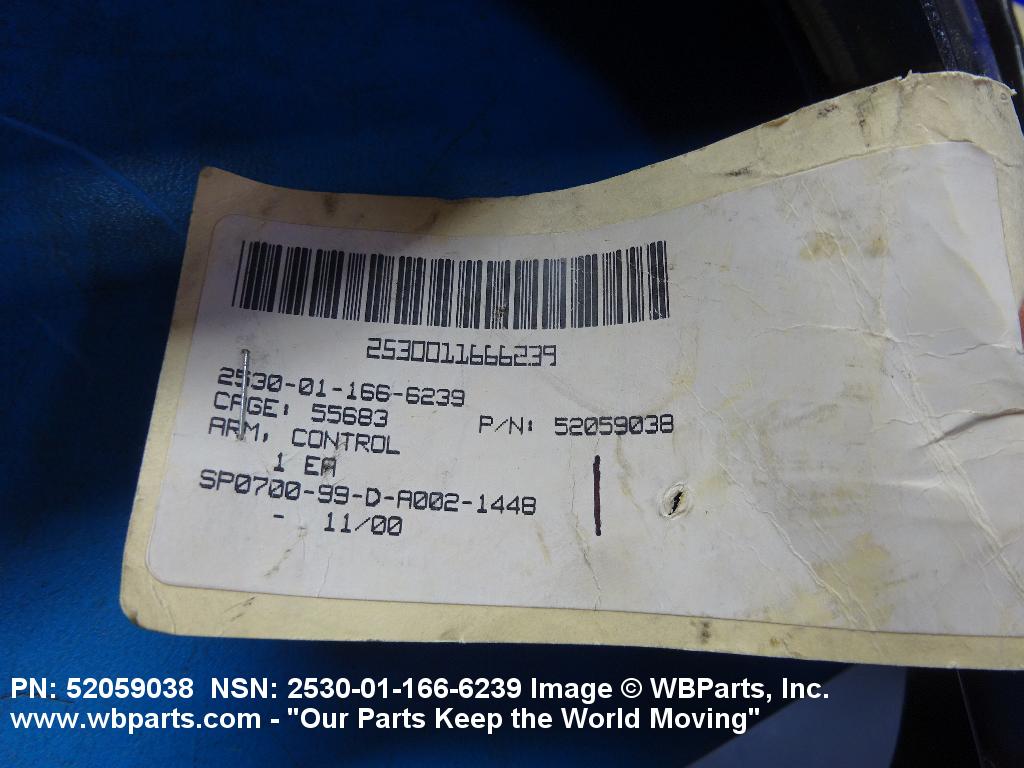 2530011666239
2530-01-166-6239
CAGE: 55683 P/N: 52059038
ARM, CONTROL
1 EA
SP0700-99-D-A002-1448
- 11/00
PN: 52059038 NSN: 2530-01-166-6239 Image © WBParts, Inc.
www.wbparts.com - "Our Parts Keep the World Moving"